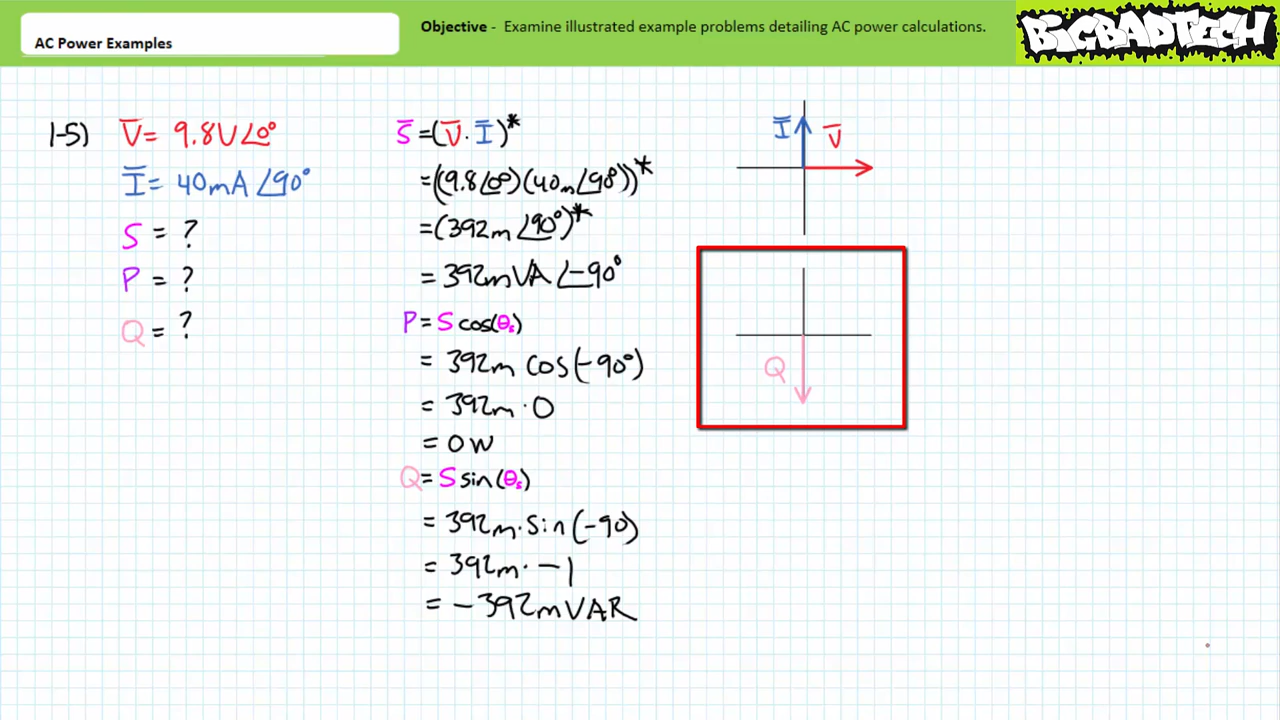 AC Power Examples
Objective - Examine illustrated example problems detailing AC power calculations.
BIGBADTECH
1-5) V̅= 9.8V∠0°
I̅= 40mA∠90°
S = ?
P = ?
Q = ?
S̅=(V̅·I̅)*
=((9.8∠0°)(40m∠90°))*
=(392m∠90°)*
= 392mVA∠-90°
P= S cos(θs)
= 392m cos(-90°)
= 392m·0
= 0W
Q= S sin(θs)
= 392m·sin(-90)
= 392m·-1
= -392mVAR
I̅ V̅
Q